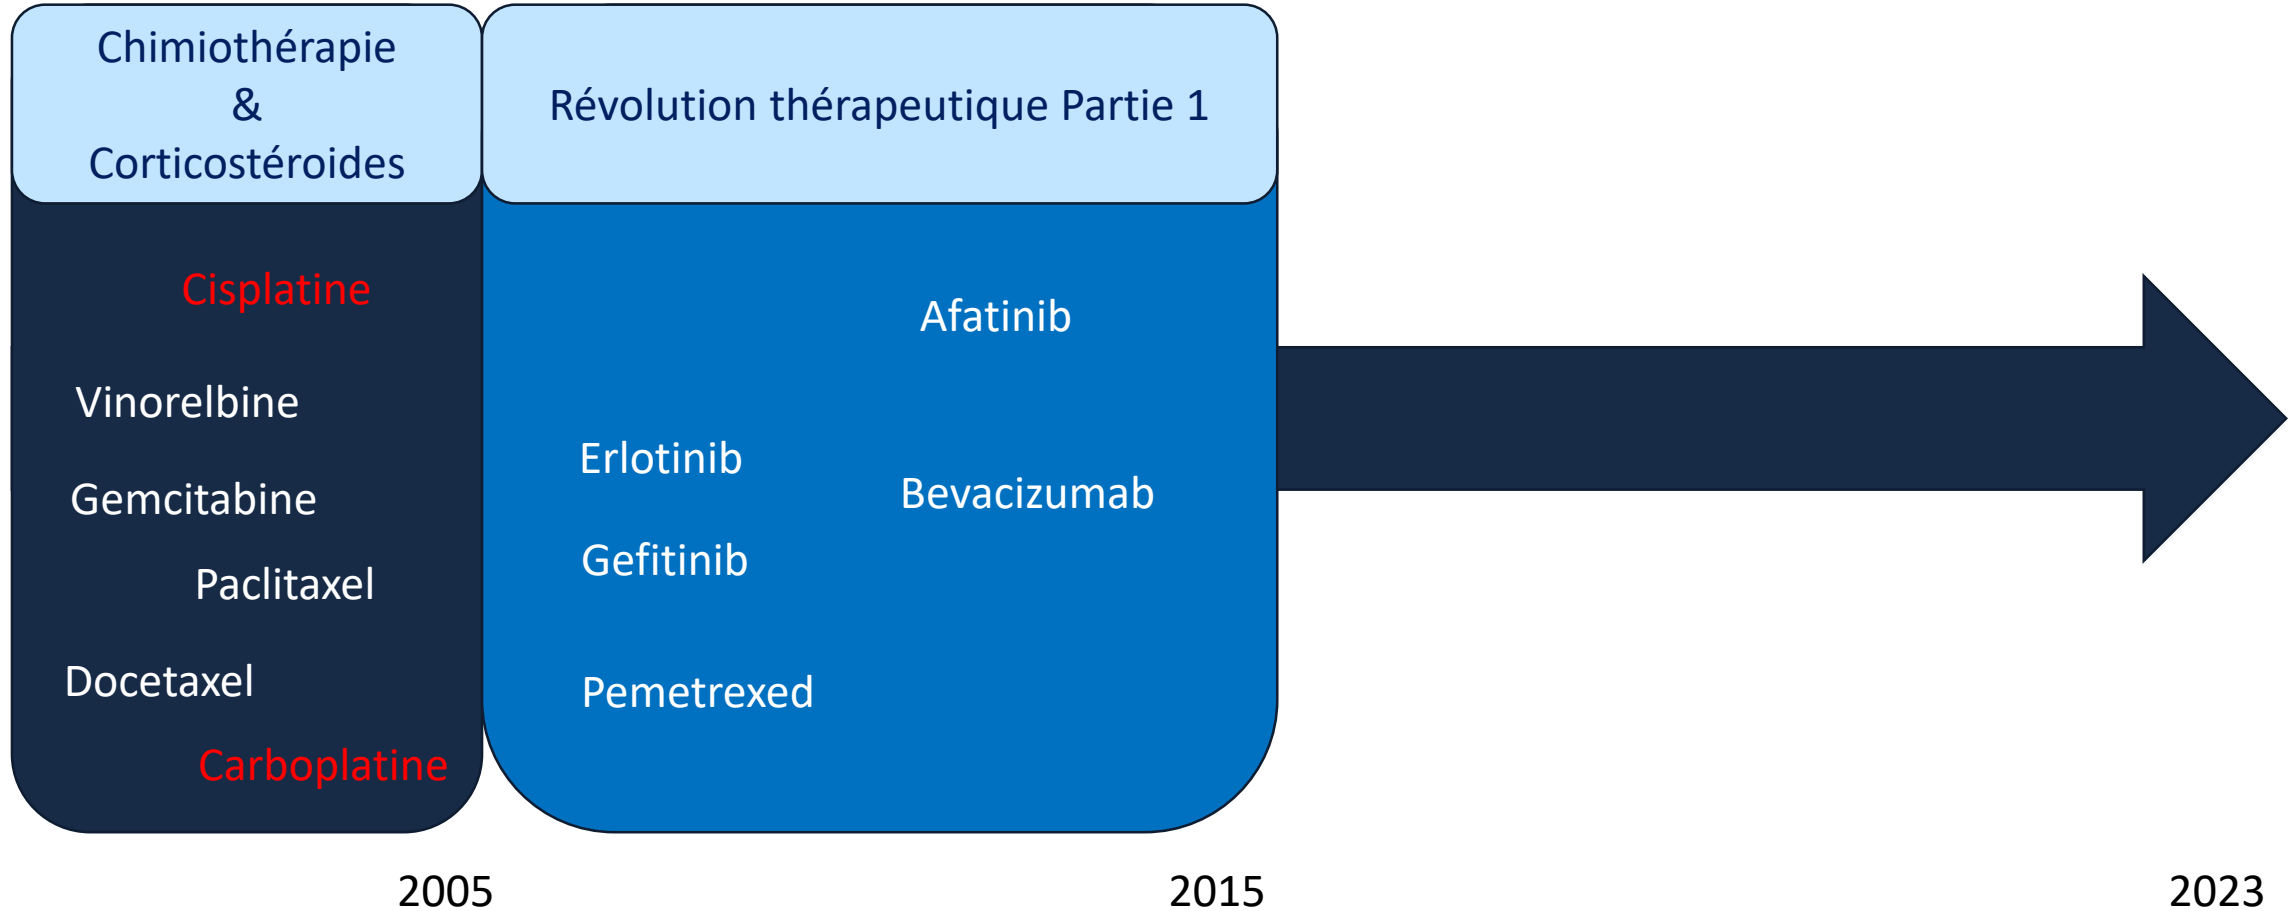 Chimiothérapie
&
Corticostéroides
Révolution thérapeutique Partie 1
Cisplatine
Vinorelbine
Gemcitabine
Paclitaxel
Docetaxel
Carboplatine
Afatinib
Erlotinib
Bevacizumab
Gefitinib
Pemetrexed
2005
2015
2023